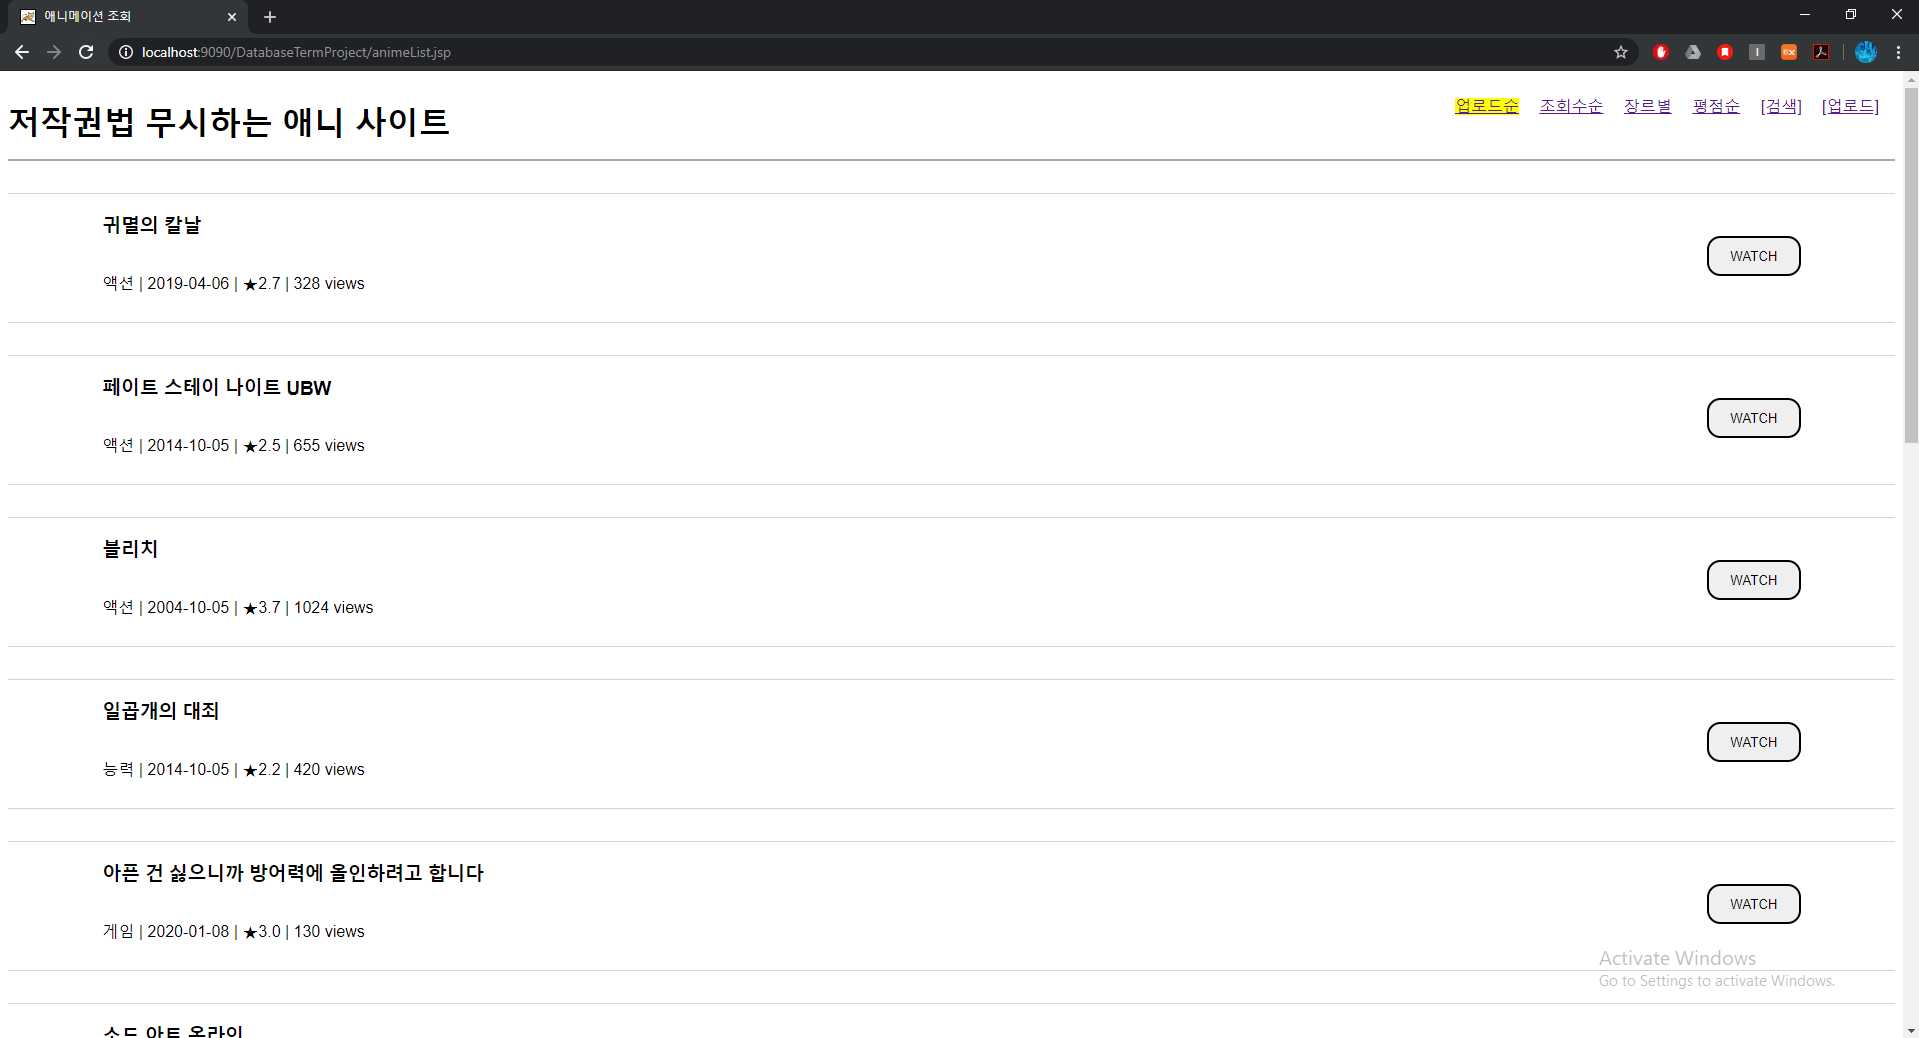 애니메이션 조회
localhost:9090/DatabaseTermProject/animeList.jsp
저작권법 무시하는 애니 사이트
업로드순 조회수순 장르별 평점순 [검색] [업로드]
귀멸의 칼날
WATCH
액션 | 2019-04-06 | ★2.7 | 328 views
페이트 스테이 나이트 UBW
WATCH
액션 | 2014-10-05 | ★2.5 | 655 views
블리치
WATCH
액션 | 2004-10-05 | ★3.7 | 1024 views
일곱개의 대죄
WATCH
능력 | 2014-10-05 | ★2.2 | 420 views
아픈 건 싫으니까 방어력에 올인하려고 합니다
WATCH
게임 | 2020-01-08 | ★3.0 | 130 views
Activate Windows
Go to Settings to activate Windows.
소드 아트 온라인